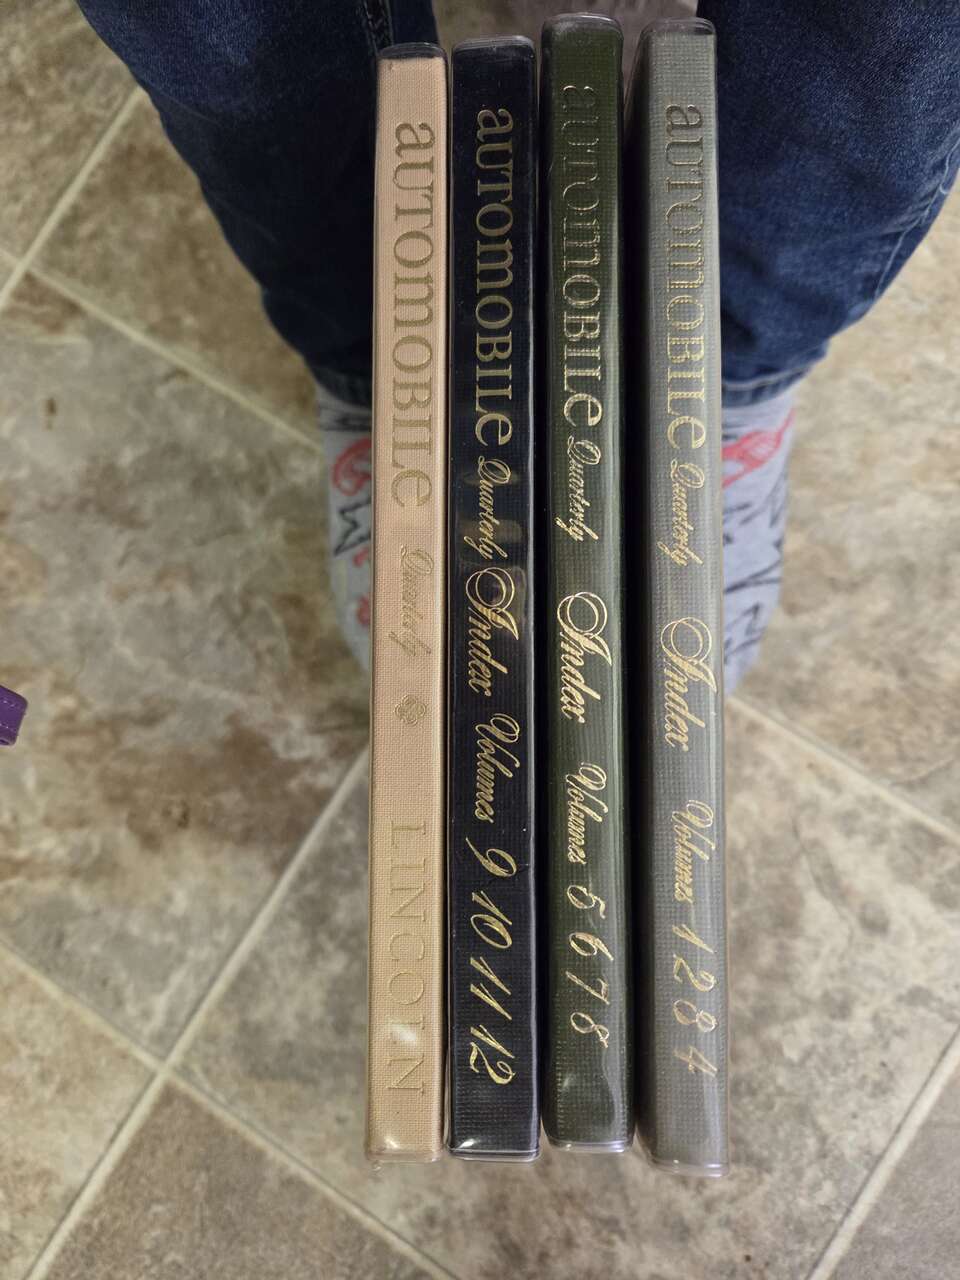 automobile Quarterly LINCOLN
automobile Quarterly Index Volumes 9 10 11 12
automobile Quarterly Index Volumes 5 6 7 8
automobile Quarterly Index Volumes 1 2 3 4